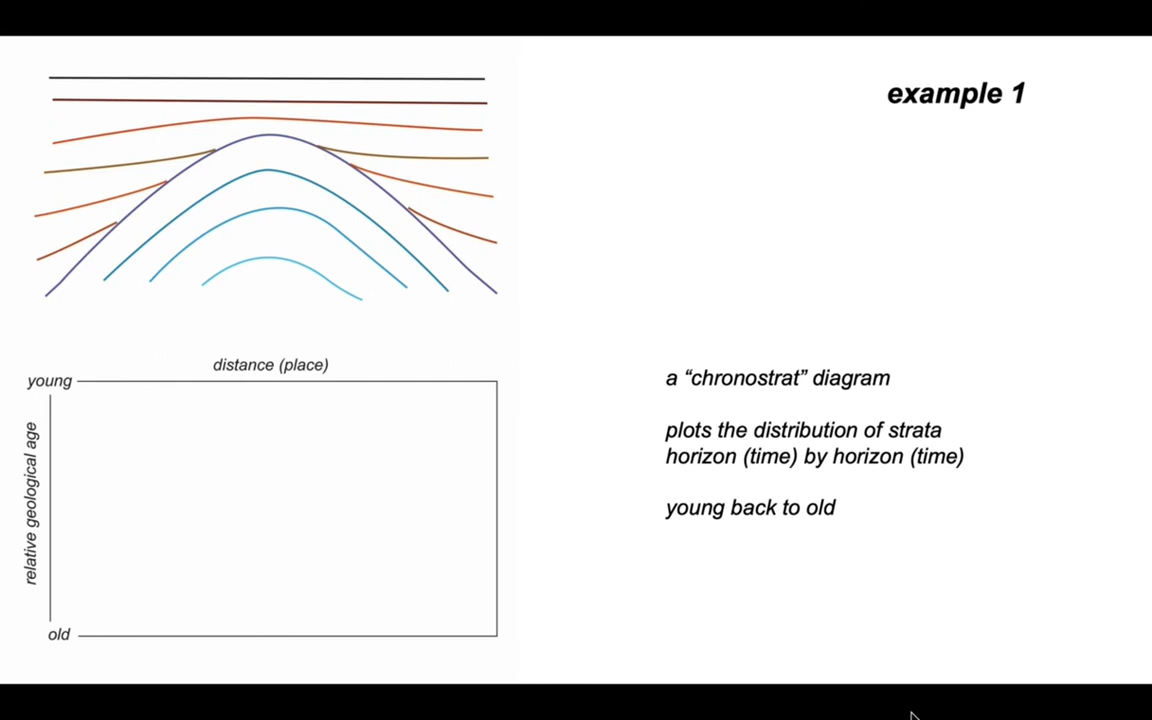 example 1
distance (place)
young
relative geological age
old
a “chronostrat” diagram
plots the distribution of strata
horizon (time) by horizon (time)
young back to old